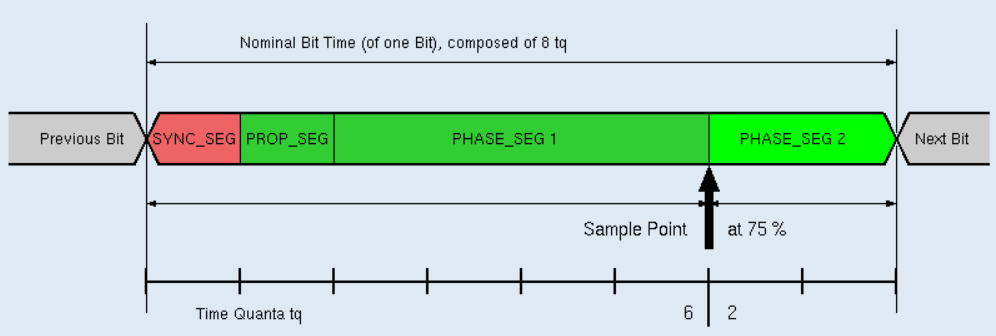 Nominal Bit Time (of one Bit), composed of 8 tq
Previous Bit SYNC_SEG PROP_SEG PHASE_SEG 1 PHASE_SEG 2 Next Bit
Sample Point at 75 %
Time Quanta tq 6 2